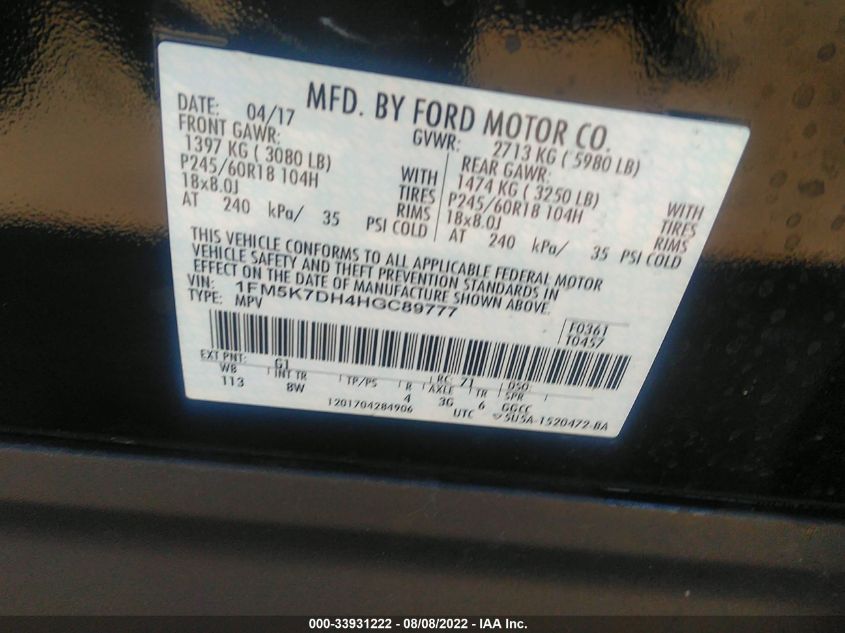 MFD. BY FORD MOTOR CO.
DATE: 04/17 GVWR: 2713 KG ( 5980 LB)
FRONT GAWR: REAR GAWR:
1397 KG ( 3080 LB) WITH 1474 KG ( 3250 LB) WITH
P245/60R18 104H TIRES P245/60R18 104H TIRES
18x8.0J RIMS 18x8.0J RIMS
AT 240 kPa/ 35 PSI COLD AT 240 kPa/ 35 PSI COLD
THIS VEHICLE CONFORMS TO ALL APPLICABLE FEDERAL MOTOR
VEHICLE SAFETY AND THEFT PREVENTION STANDARDS IN
EFFECT ON THE DATE OF MANUFACTURE SHOWN ABOVE.
VIN: 1FM5K7DH4HGC89777
TYPE: MPV
F0361
T0457
EXT PNT: G1 RC: 71 DSO:
WB INT TR TP/PS R AXLE TR SPR
113 8W 4 3G 6 GGCC
1201704284906 UTC 5U5A-1520472-BA
000-33931222 - 08/08/2022 - IAA Inc.